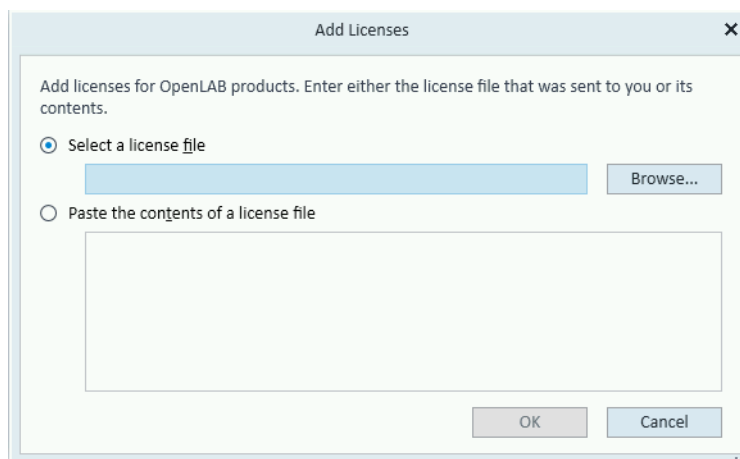 Add Licenses
Add licenses for OpenLAB products. Enter either the license file that was sent to you or its
contents.
Select a license file
Browse...
Paste the contents of a license file
OK
Cancel